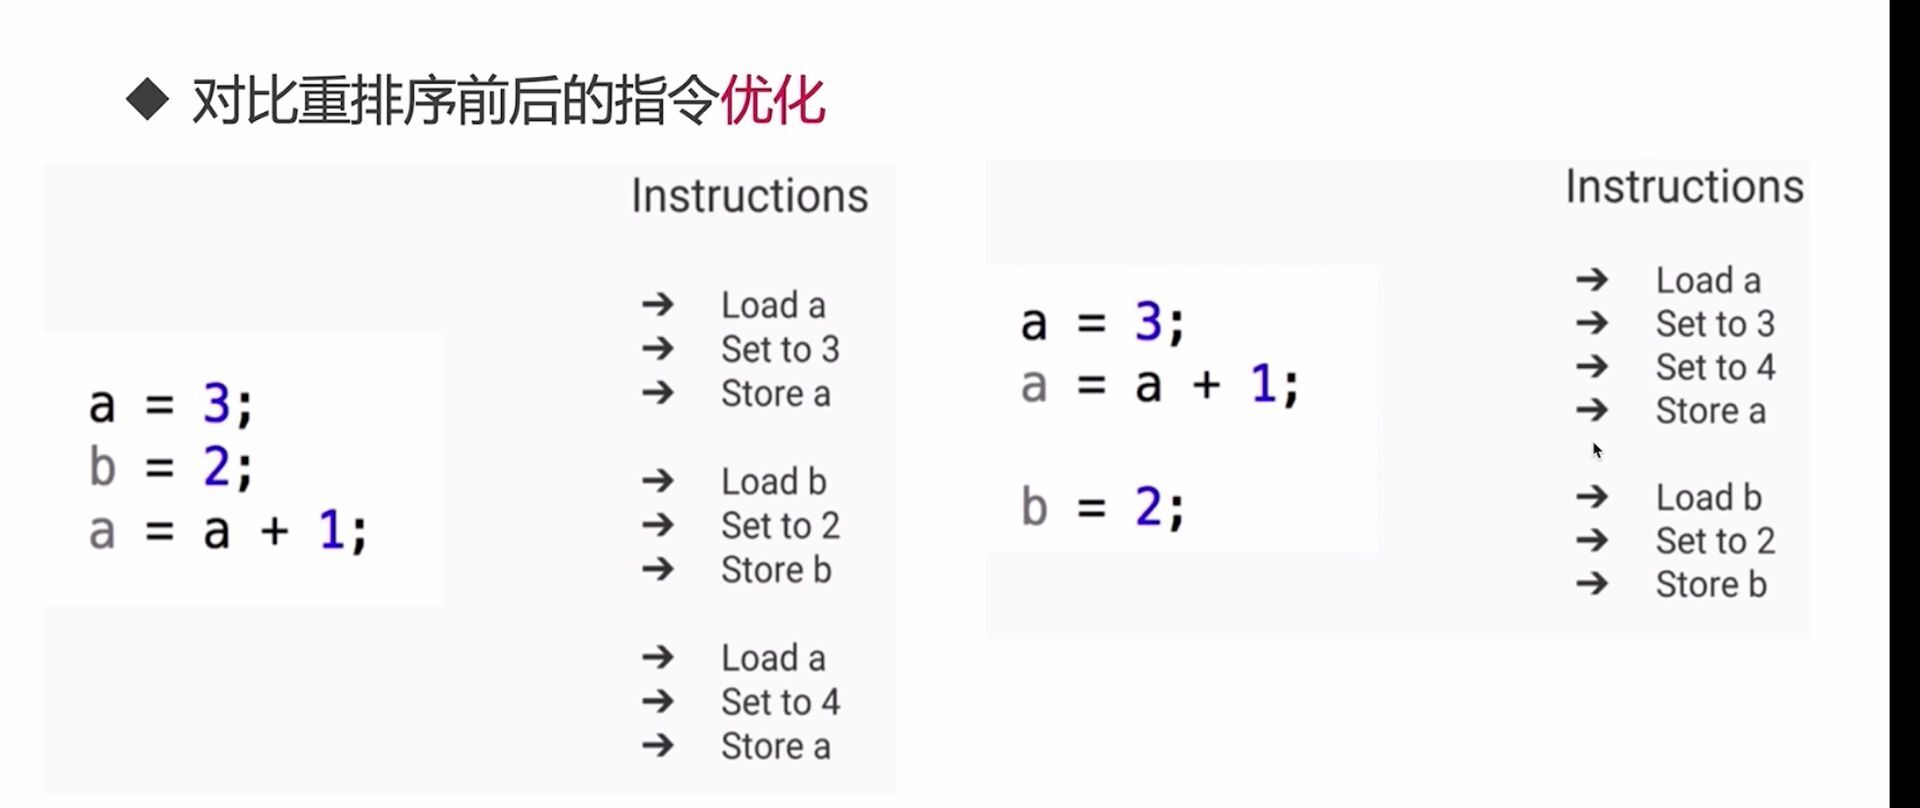 ◆ 对比重排序前后的指令优化
Instructions
a = 3;
b = 2;
a = a + 1;
➔ Load a
➔ Set to 3
➔ Store a
➔ Load b
➔ Set to 2
➔ Store b
➔ Load a
➔ Set to 4
➔ Store a
Instructions
a = 3;
a = a + 1;
b = 2;
➔ Load a
➔ Set to 3
➔ Set to 4
➔ Store a
➔ Load b
➔ Set to 2
➔ Store b